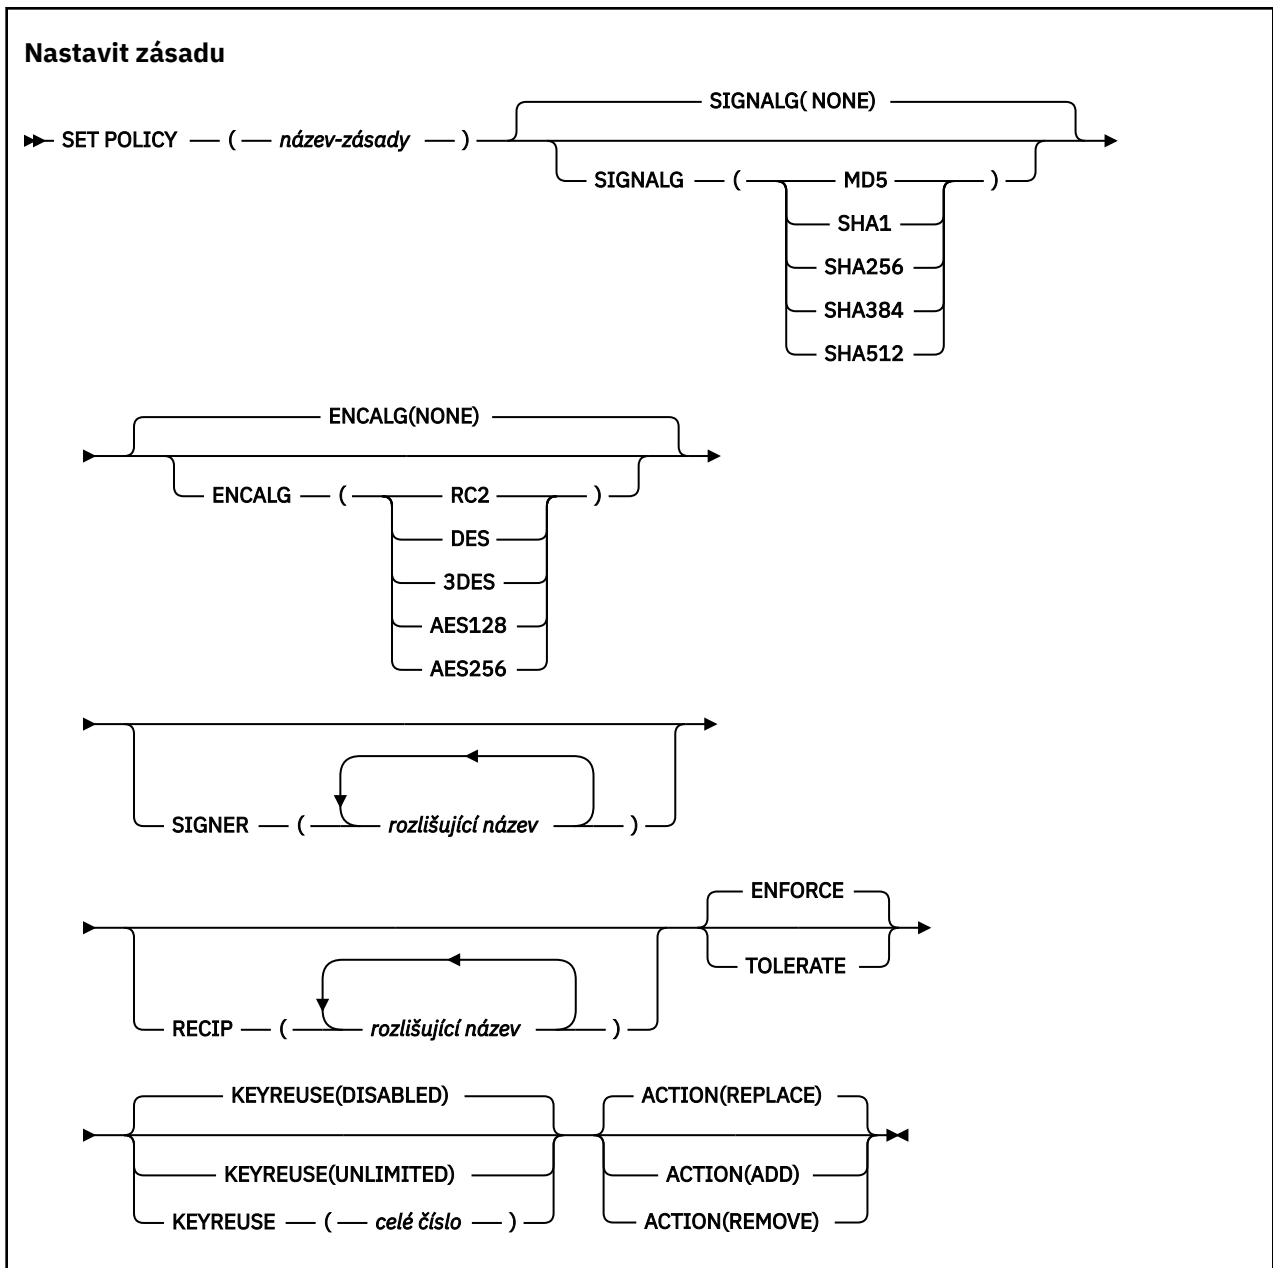 Nastavit zásadu
SIGNALG( NONE)
SET POLICY ( název-zásady )
SIGNALG ( MD5 )
SHA1
SHA256
SHA384
SHA512
ENCALG(NONE)
ENCALG ( RC2 )
DES
3DES
AES128
AES256
SIGNER ( rozlišující název )
ENFORCE
TOLERATE
RECIP ( rozlišující název )
KEYREUSE(DISABLED) ACTION(REPLACE)
KEYREUSE(UNLIMITED) ACTION(ADD)
KEYREUSE ( celé číslo ) ACTION(REMOVE)